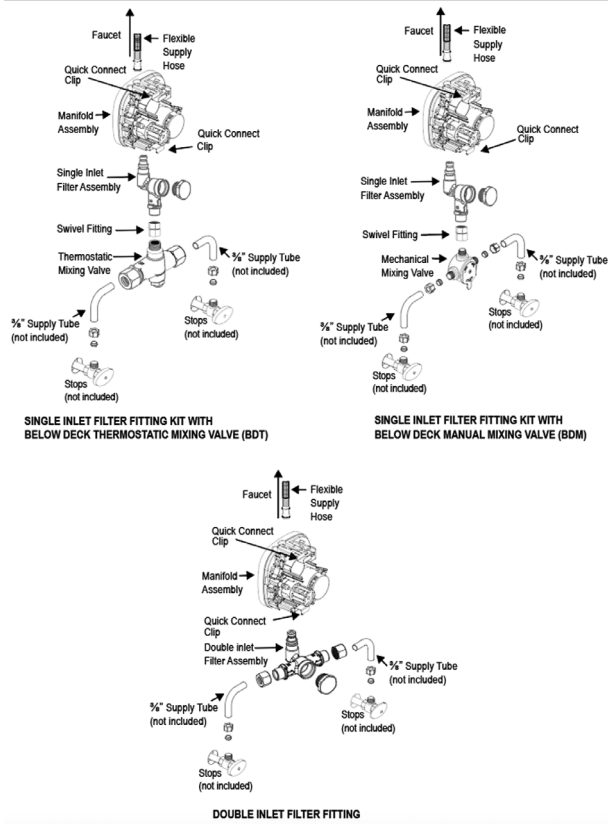 Faucet
Flexible
Supply
Hose
Quick Connect
Clip
Manifold
Assembly
Quick Connect
Clip
Single Inlet
Filter Assembly
Swivel Fitting
Thermostatic
Mixing Valve
⅜" Supply Tube
(not included)
⅜" Supply Tube
(not included)
Stops
(not included)
Stops
(not included)
SINGLE INLET FILTER FITTING KIT WITH
BELOW DECK THERMOSTATIC MIXING VALVE (BDT)
Faucet
Flexible
Supply
Hose
Quick Connect
Clip
Manifold
Assembly
Quick Connect
Clip
Single Inlet
Filter Assembly
Swivel Fitting
Mechanical
Mixing Valve
⅜" Supply Tube
(not included)
Stops
(not included)
⅜" Supply Tube
(not included)
Stops
(not included)
SINGLE INLET FILTER FITTING KIT WITH
BELOW DECK MANUAL MIXING VALVE (BDM)
Faucet
Flexible
Supply
Hose
Quick Connect
Clip
Manifold
Assembly
Quick Connect
Clip
Double inlet
Filter Assembly
⅜" Supply Tube
(not included)
⅜" Supply Tube
(not included)
Stops
(not included)
Stops
(not included)
DOUBLE INLET FILTER FITTING